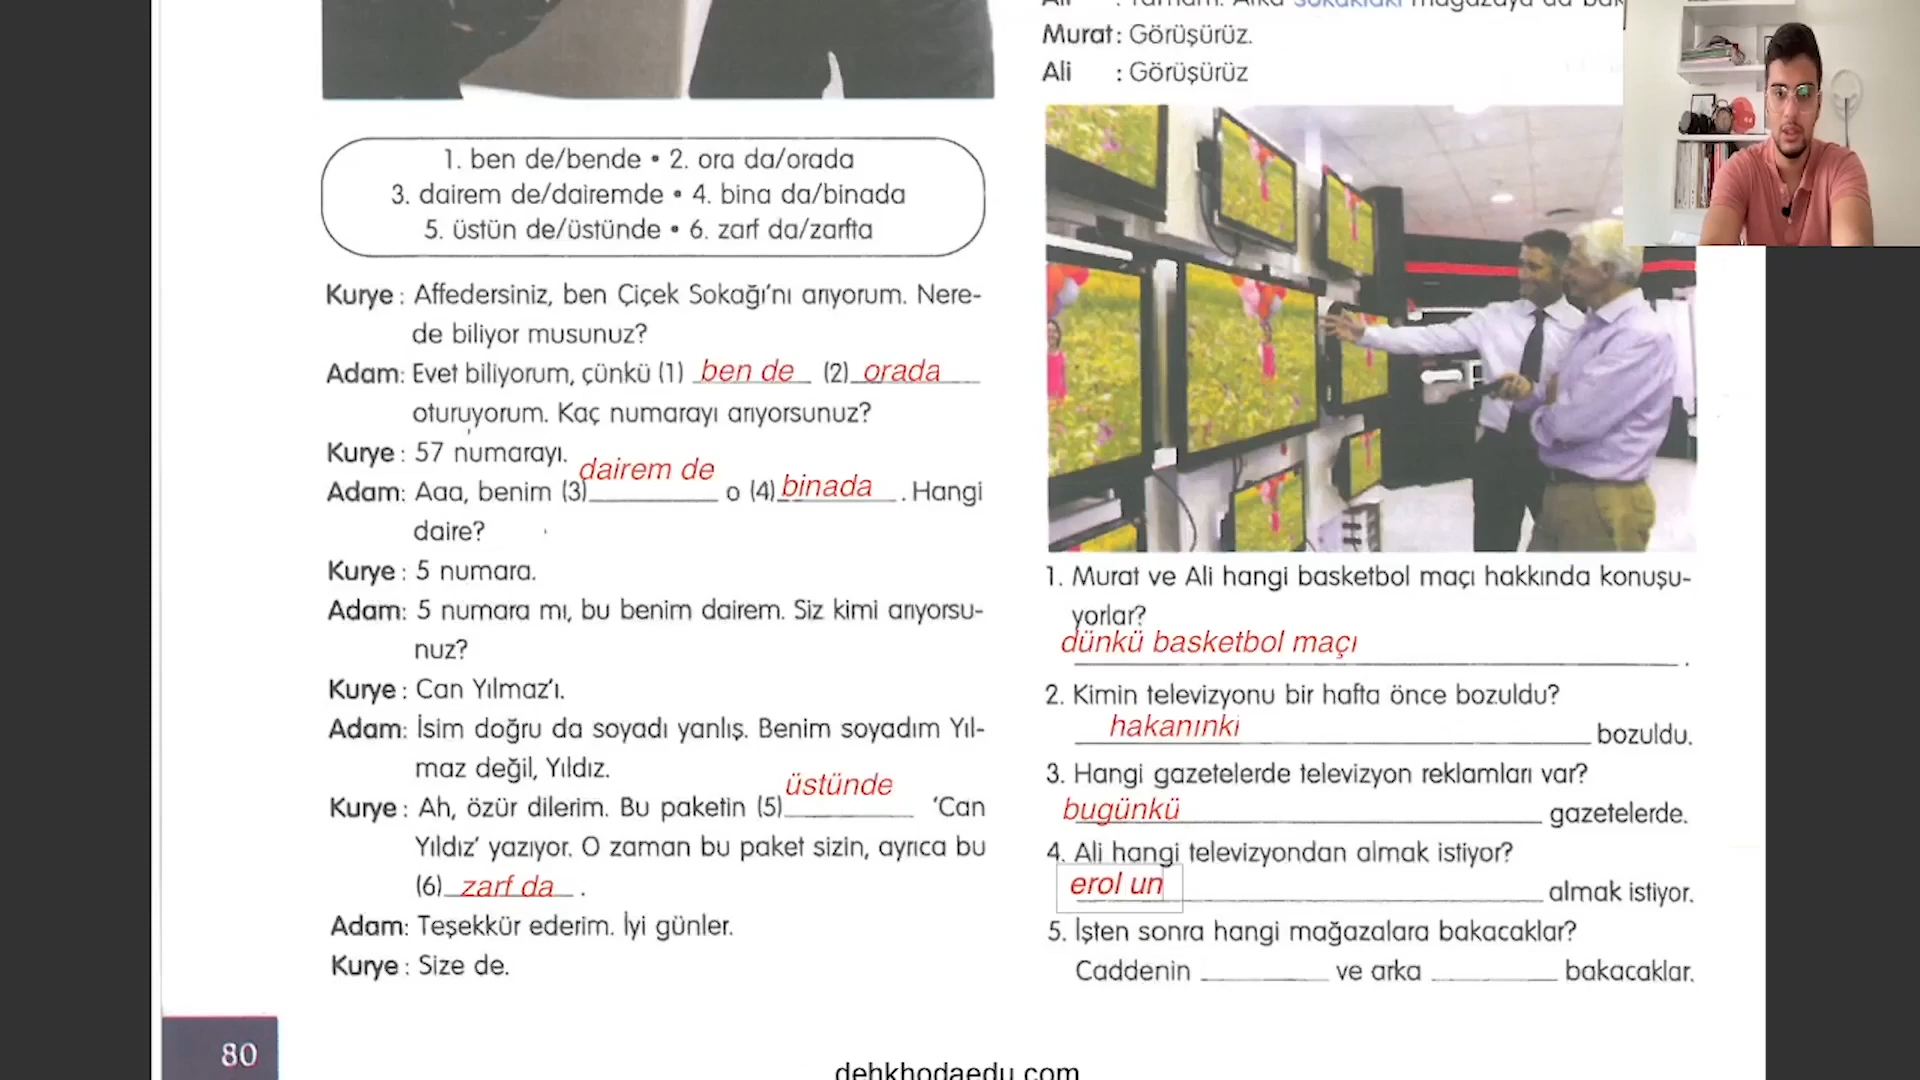 1. ben de/bende • 2. ora da/orada
3. dairem de/dairemde • 4. bina da/binada
5. üstün de/üstünde • 6. zarf da/zarfta
Kurye : Affedersiniz, ben Çiçek Sokağı'nı arıyorum. Nere-
de biliyor musunuz?
Adam: Evet biliyorum, çünkü (1) ben de (2) orada
oturuyorum. Kaç numarayı arıyorsunuz?
Kurye : 57 numarayı.
Adam: Aaa, benim (3) dairem de o (4) binada . Hangi
daire?
Kurye : 5 numara.
Adam: 5 numara mı, bu benim dairem. Siz kimi arıyorsu-
nuz?
Kurye : Can Yılmaz'ı.
Adam: İsim doğru da soyadı yanlış. Benim soyadım Yıl-
maz değil, Yıldız.
Kurye : Ah, özür dilerim. Bu paketin (5) üstünde 'Can
Yıldız' yazıyor. O zaman bu paket sizin, ayrıca bu
(6) zarf da .
Adam: Teşekkür ederim. İyi günler.
Kurye : Size de.
80
Ali : Tamam. Arka sokaktaki mağazaya da
Murat : Görüşürüz.
Ali : Görüşürüz
1. Murat ve Ali hangi basketbol maçı hakkında konuşu-
yorlar?
dünkü basketbol maçı .
2. Kimin televizyonu bir hafta önce bozuldu?
hakanınki bozuldu.
3. Hangi gazetelerde televizyon reklamları var?
bugünkü gazetelerde.
4. Ali hangi televizyondan almak istiyor?
erol un almak istiyor.
5. İşten sonra hangi mağazalara bakacaklar?
Caddenin ve arka bakacaklar.
dehkhodaedu.com